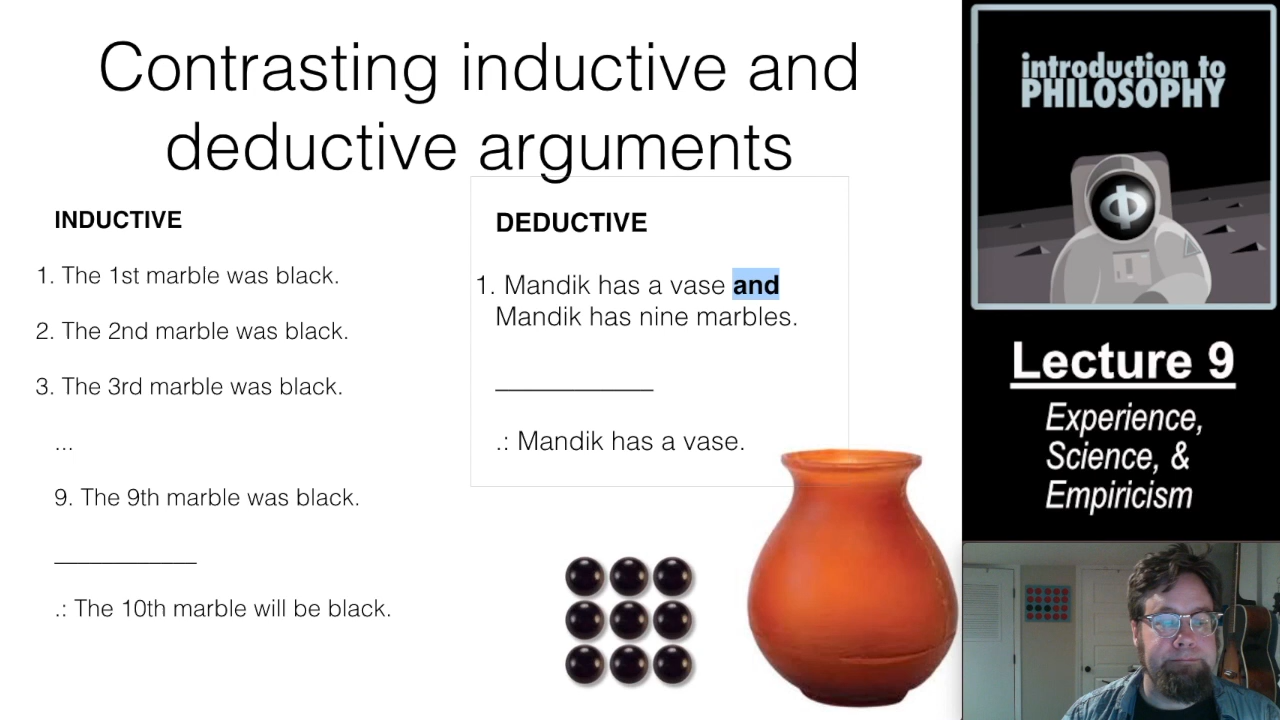 Contrasting inductive and
deductive arguments
INDUCTIVE
1. The 1st marble was black.
2. The 2nd marble was black.
3. The 3rd marble was black.
...
9. The 9th marble was black.
____________
.: The 10th marble will be black.
DEDUCTIVE
1. Mandik has a vase and
Mandik has nine marbles.
____________
.: Mandik has a vase.
introduction to
PHILOSOPHY
Φ
Lecture 9
Experience,
Science, &
Empiricism